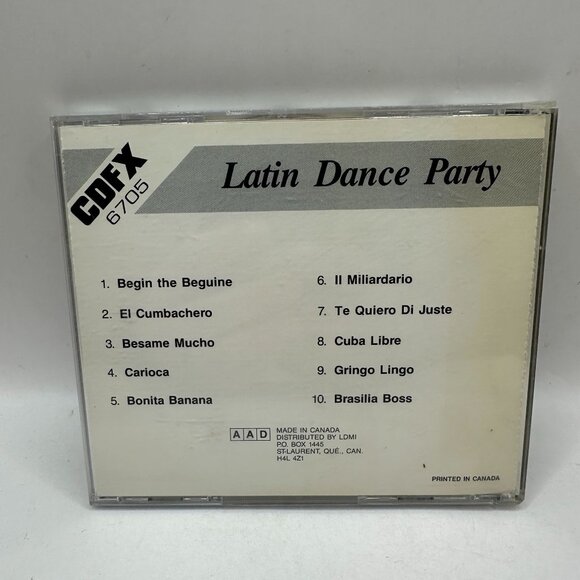 CDFX
6705
Latin Dance Party
1. Begin the Beguine
2. El Cumbachero
3. Besame Mucho
4. Carioca
5. Bonita Banana
6. Il Miliardario
7. Te Quiero Di Juste
8. Cuba Libre
9. Gringo Lingo
10. Brasilia Boss
AAD
MADE IN CANADA
DISTRIBUTED BY LDMI
P.O. BOX 1445
ST-LAURENT, QUÉ., CAN.
H4L 4Z1
PRINTED IN CANADA